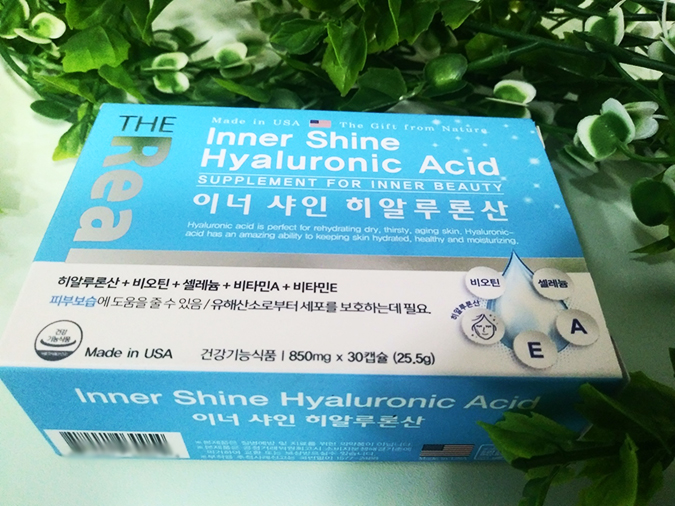 THE
Real
Made in USA The Gift from Nature
Inner Shine
Hyaluronic Acid
SUPPLEMENT FOR INNER BEAUTY
이너 샤인 히알루론산
Hyaluronic acid is perfect for rehydrating dry, thirsty, aging skin, Hyaluronic-
acid has an amazing ability to keeping skin hydrated, healthy and moisturizing.
히알루론산 + 비오틴 + 셀레늄 + 비타민A + 비타민E
피부보습에 도움을 줄 수 있음 / 유해산소로부터 세포를 보호하는데 필요.
비오틴
셀레늄
히알루론산
E
A
건강
기능식품
Made in USA
건강기능식품 | 850mg x 30캡슐 (25.5g)
Inner Shine Hyaluronic Acid
이너 샤인 히알루론산